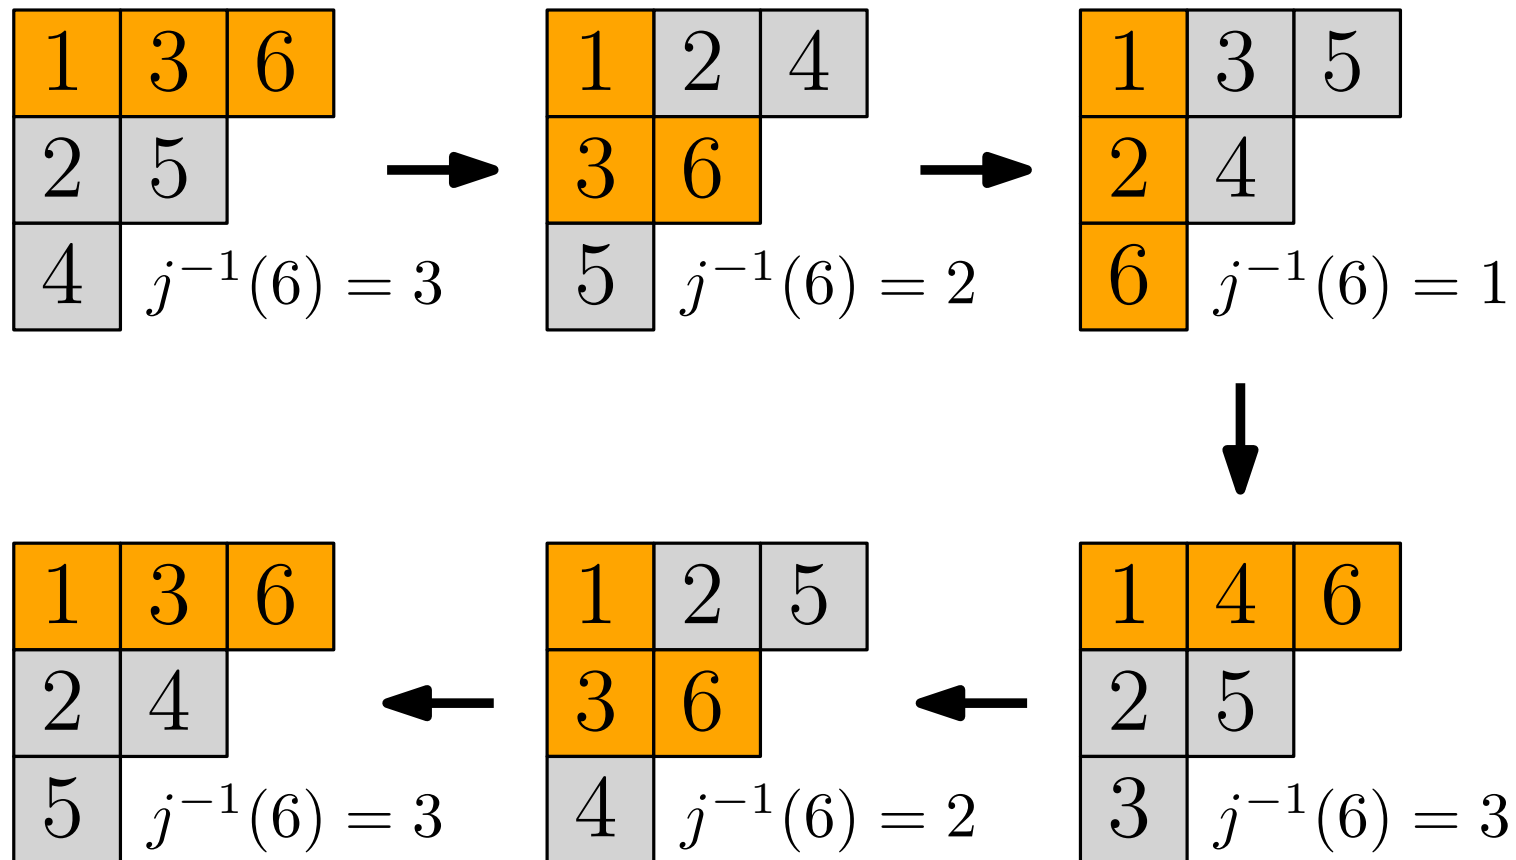 1 3 6 1 2 4 1 3 5
2 5 3 6 2 4
4 j⁻¹(6) = 3 5 j⁻¹(6) = 2 6 j⁻¹(6) = 1
1 3 6 1 2 5 1 4 6
2 4 3 6 2 5
5 j⁻¹(6) = 3 4 j⁻¹(6) = 2 3 j⁻¹(6) = 3